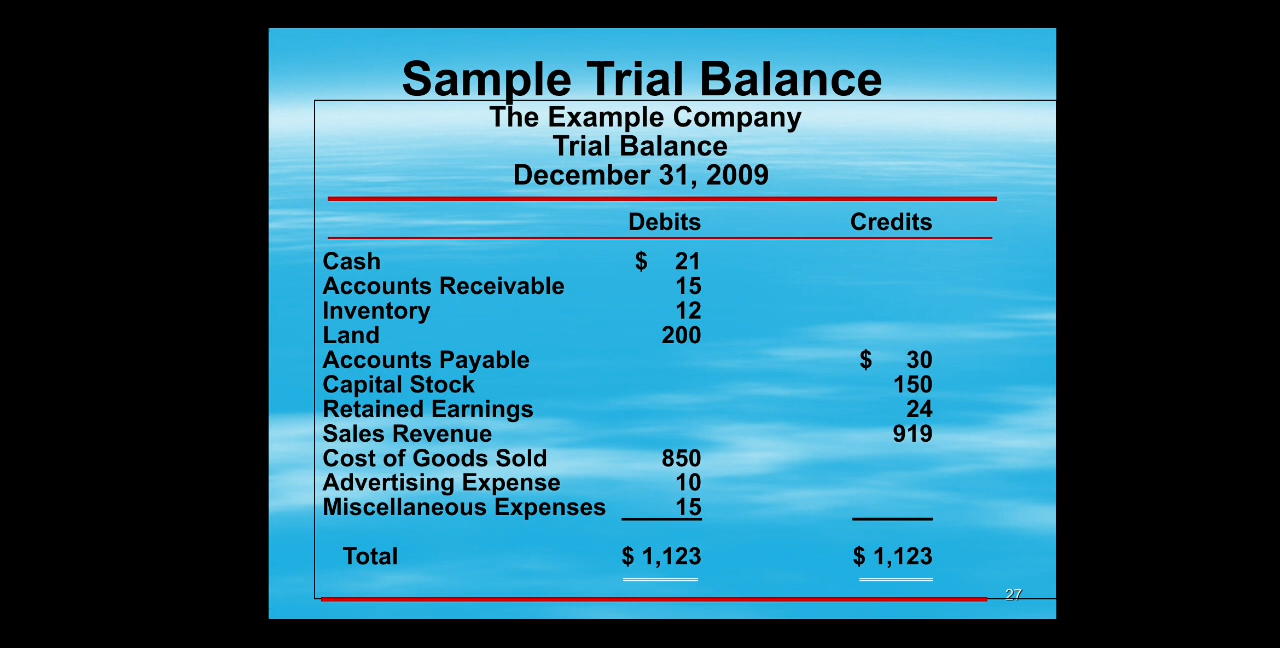 Sample Trial Balance
The Example Company
Trial Balance
December 31, 2009
Debits Credits
Cash $ 21
Accounts Receivable 15
Inventory 12
Land 200
Accounts Payable $ 30
Capital Stock 150
Retained Earnings 24
Sales Revenue 919
Cost of Goods Sold 850
Advertising Expense 10
Miscellaneous Expenses 15
Total $ 1,123 $ 1,123
27